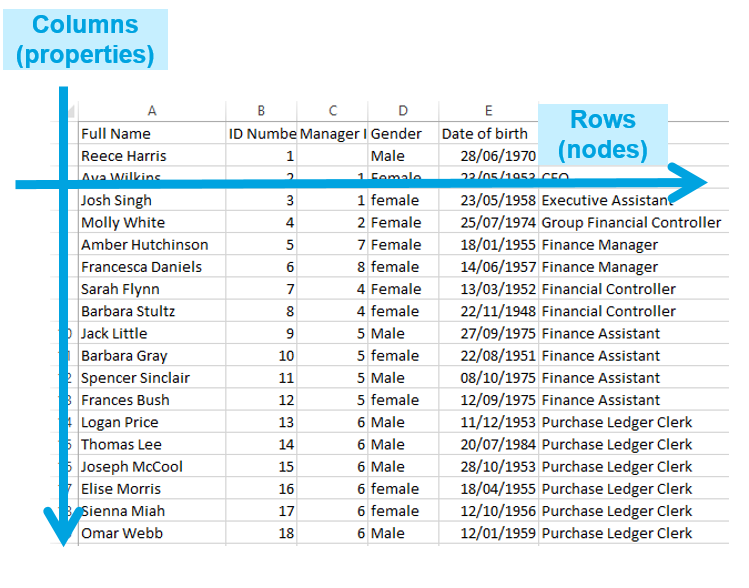 Columns
(properties)
A B C D E
Full Name ID Numbe Manager I Gender Date of birth
Rows
(nodes)
Reece Harris 1 Male 28/06/1970
Ava Wilkins 2 1 Female 23/05/1953 CFO
Josh Singh 3 1 female 23/05/1958 Executive Assistant
Molly White 4 2 Female 25/07/1974 Group Financial Controller
Amber Hutchinson 5 7 Female 18/01/1955 Finance Manager
Francesca Daniels 6 8 female 14/06/1957 Finance Manager
Sarah Flynn 7 4 Female 13/03/1952 Financial Controller
Barbara Stultz 8 4 female 22/11/1948 Financial Controller
Jack Little 9 5 Male 27/09/1975 Finance Assistant
Barbara Gray 10 5 female 22/08/1951 Finance Assistant
Spencer Sinclair 11 5 Male 08/10/1975 Finance Assistant
Frances Bush 12 5 female 12/09/1975 Finance Assistant
Logan Price 13 6 Male 11/12/1953 Purchase Ledger Clerk
Thomas Lee 14 6 Male 20/07/1984 Purchase Ledger Clerk
Joseph McCool 15 6 Male 28/10/1953 Purchase Ledger Clerk
Elise Morris 16 6 female 18/04/1955 Purchase Ledger Clerk
Sienna Miah 17 6 female 12/10/1956 Purchase Ledger Clerk
Omar Webb 18 6 Male 12/01/1959 Purchase Ledger Clerk